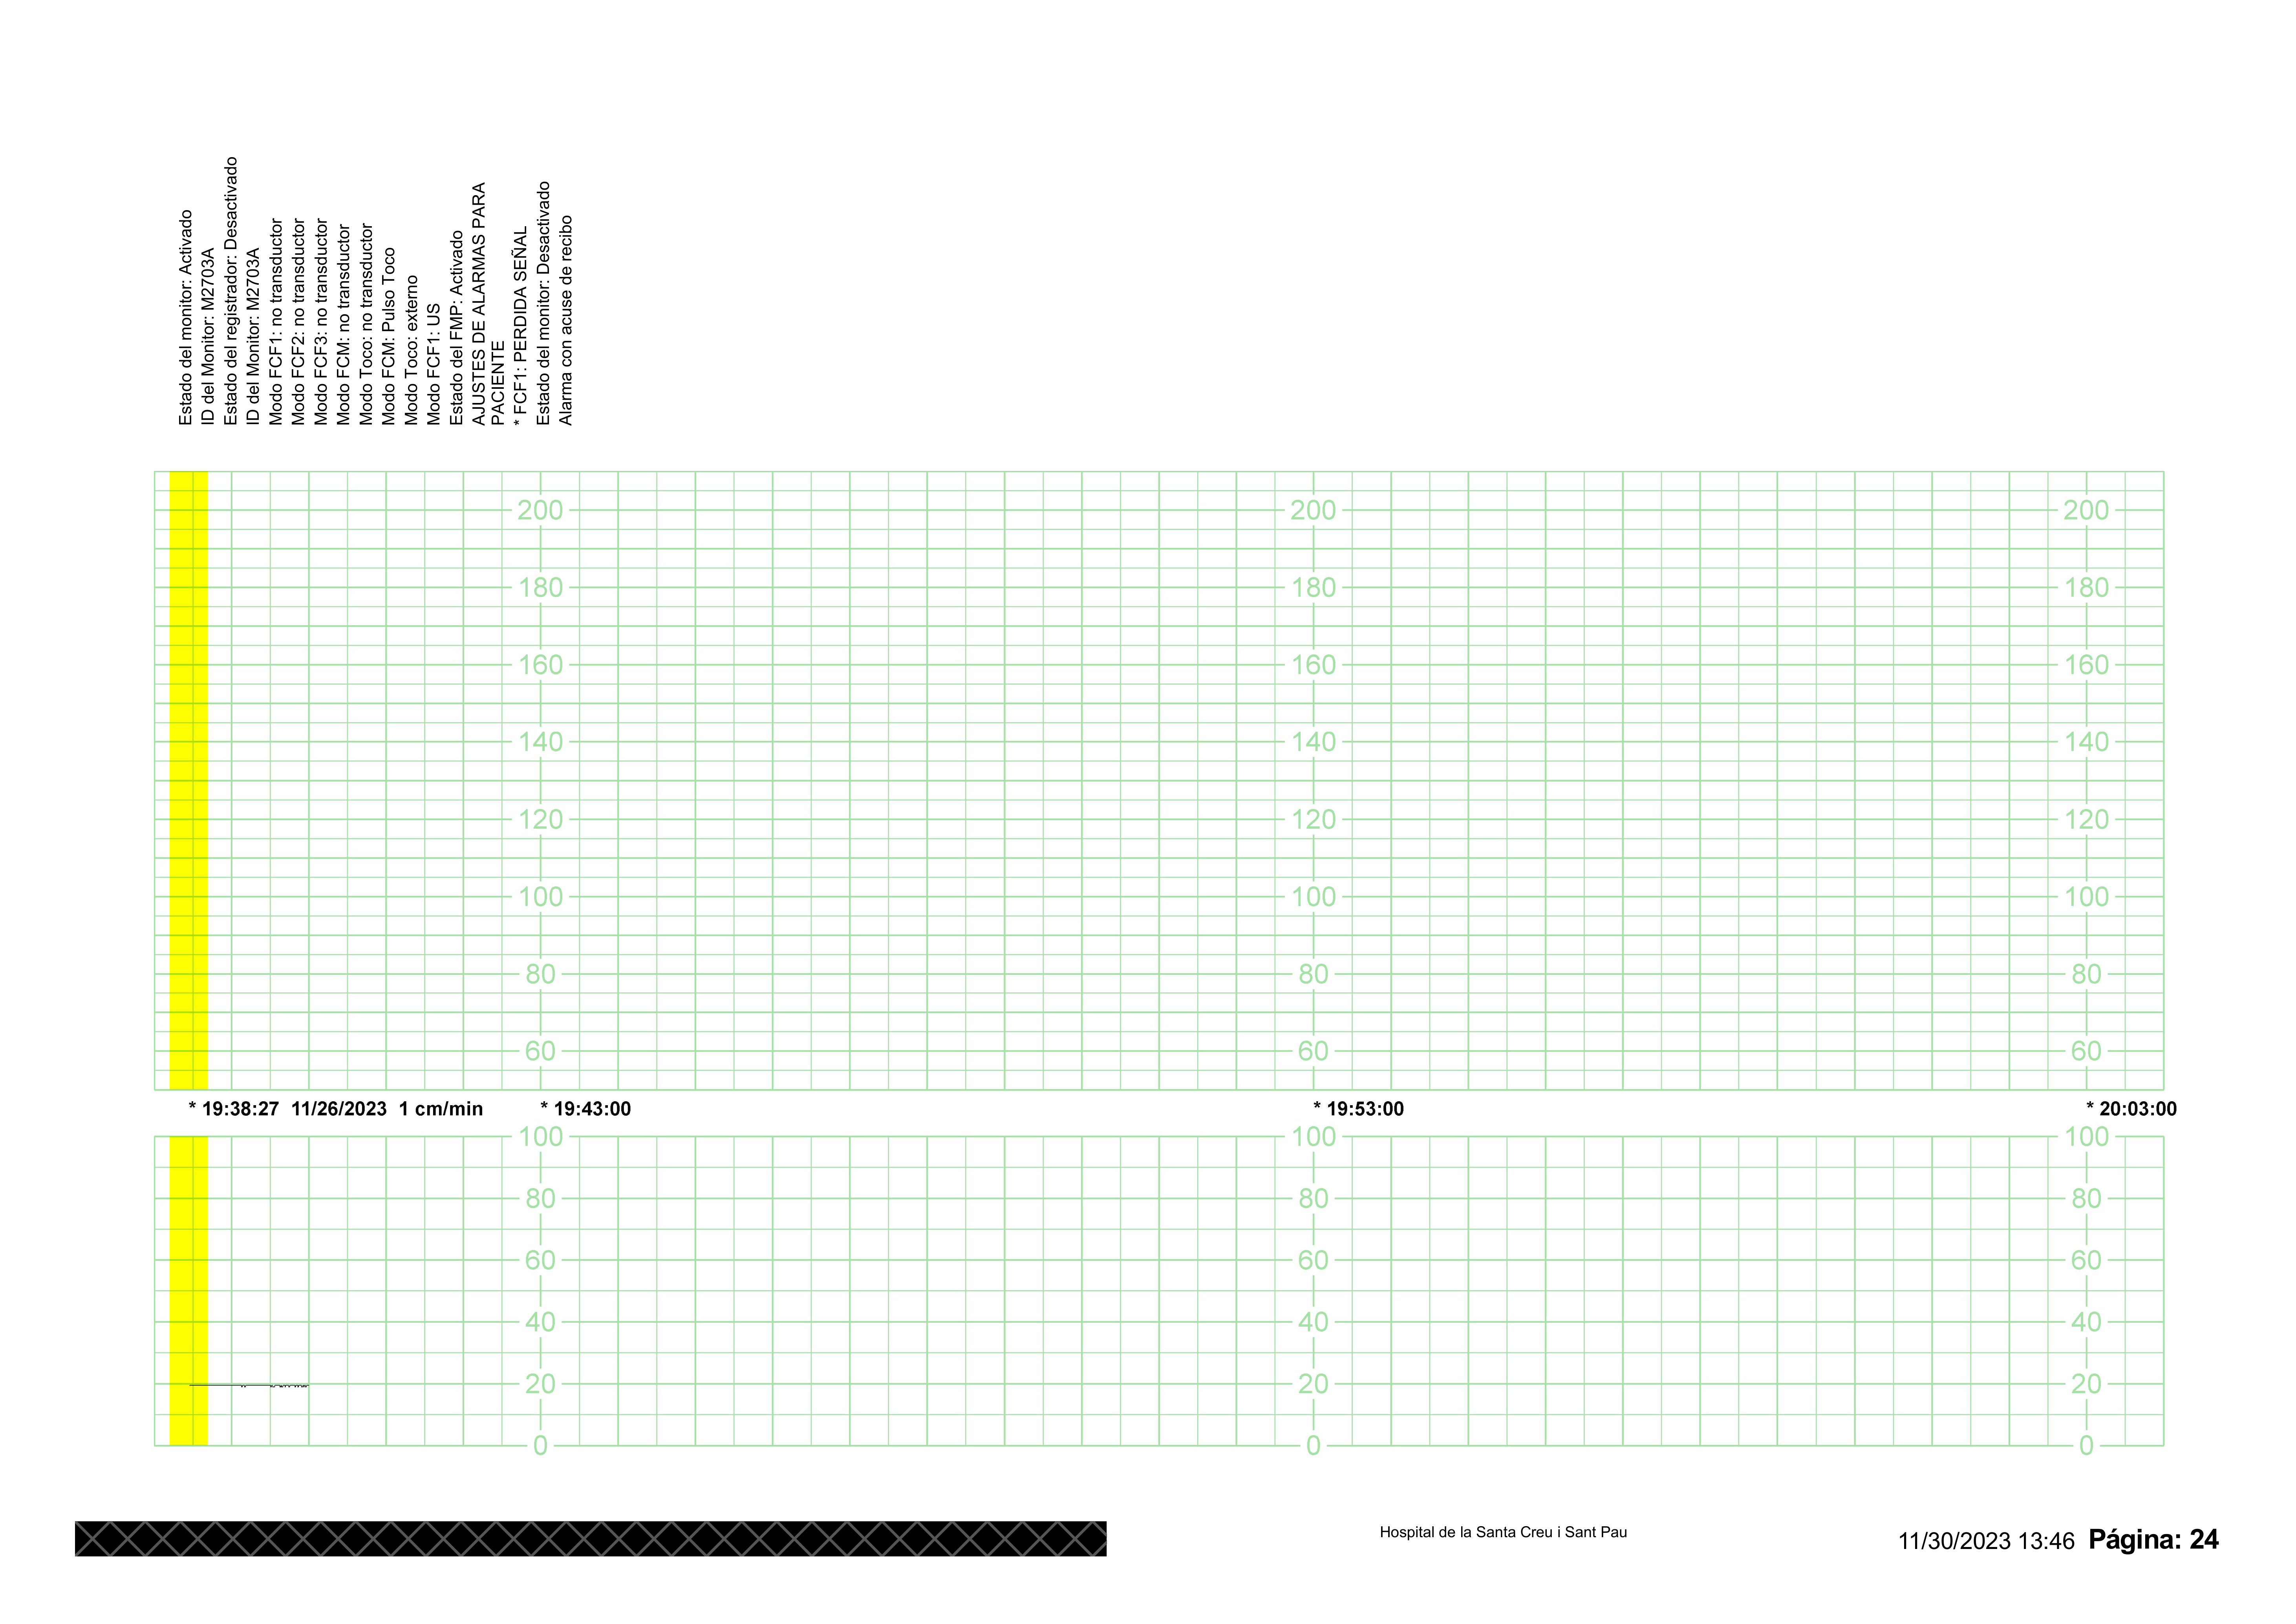 Estado del monitor: Activado
ID del Monitor: M2703A
Estado del registrador: Desactivado
ID del Monitor: M2703A
Modo FCF1: no transductor
Modo FCF2: no transductor
Modo FCF3: no transductor
Modo FCM: no transductor
Modo Toco: no transductor
Modo FCM: Pulso Toco
Modo Toco: externo
Modo FCF1: US
Estado del FMP: Activado
AJUSTES DE ALARMAS PARA
PACIENTE
* FCF1: PERDIDA SEÑAL
Estado del monitor: Desactivado
Alarma con acuse de recibo
200 200 200
180 180 180
160 160 160
140 140 140
120 120 120
100 100 100
80 80 80
60 60 60
* 19:38:27 11/26/2023 1 cm/min * 19:43:00 * 19:53:00 * 20:03:00
100 100 100
80 80 80
60 60 60
40 40 40
20 20 20
0 0 0
Hospital de la Santa Creu i Sant Pau
11/30/2023 13:46 Página: 24